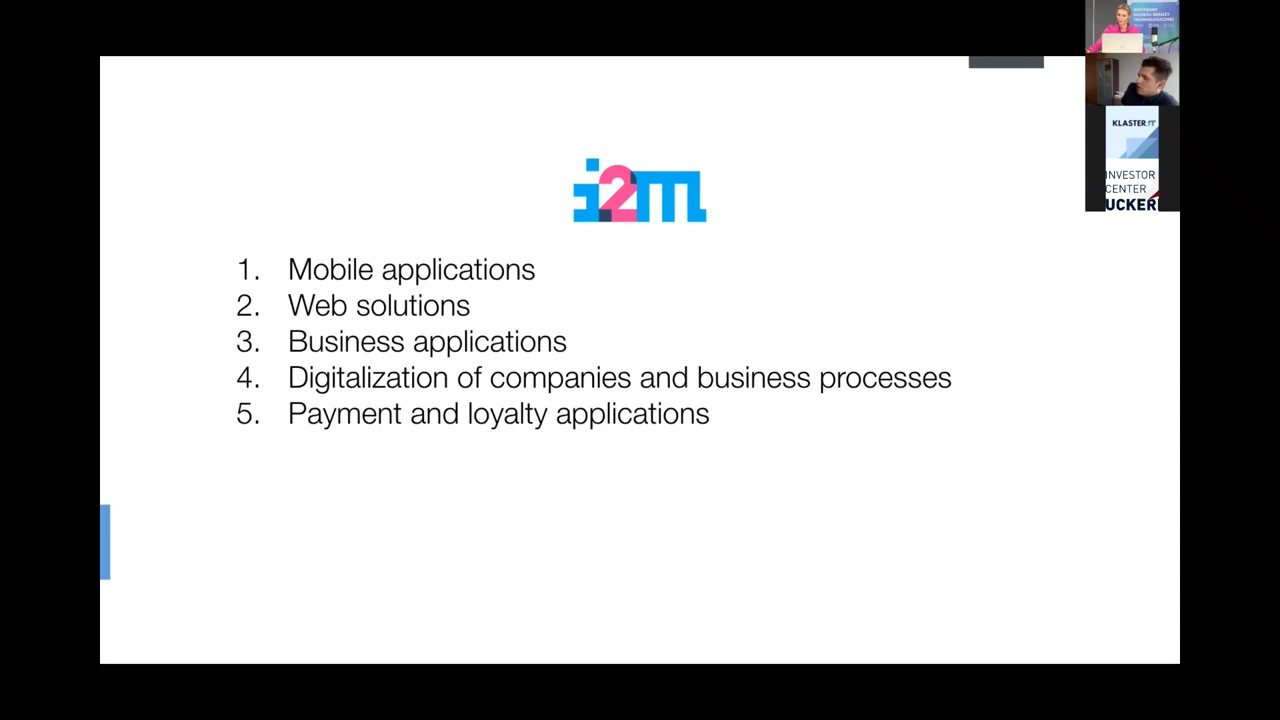 i2m
1. Mobile applications
2. Web solutions
3. Business applications
4. Digitalization of companies and business processes
5. Payment and loyalty applications
KLASTER IT
INVESTOR
CENTER
UCKER